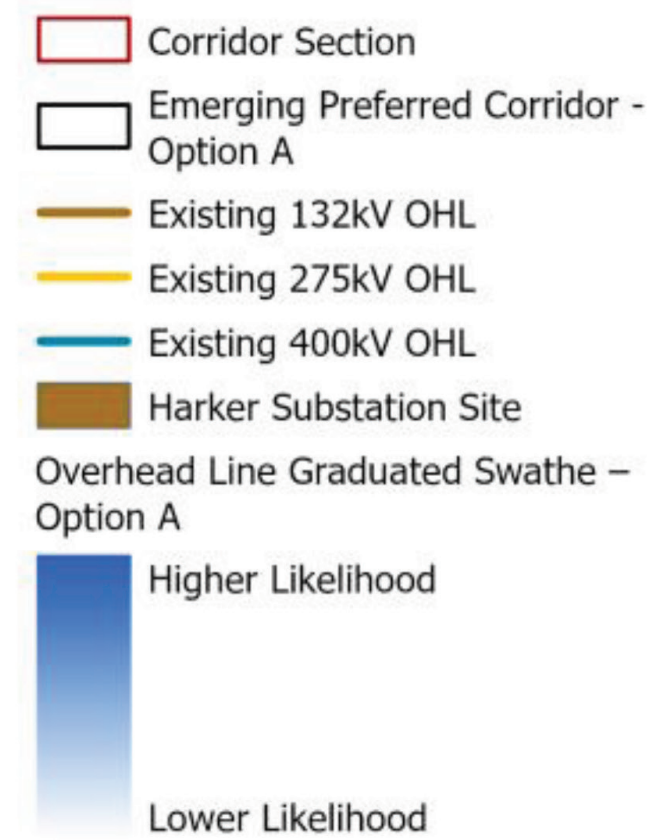 Corridor Section
Emerging Preferred Corridor -
Option A
Existing 132kV OHL
Existing 275kV OHL
Existing 400kV OHL
Harker Substation Site
Overhead Line Graduated Swathe –
Option A
Higher Likelihood
Lower Likelihood